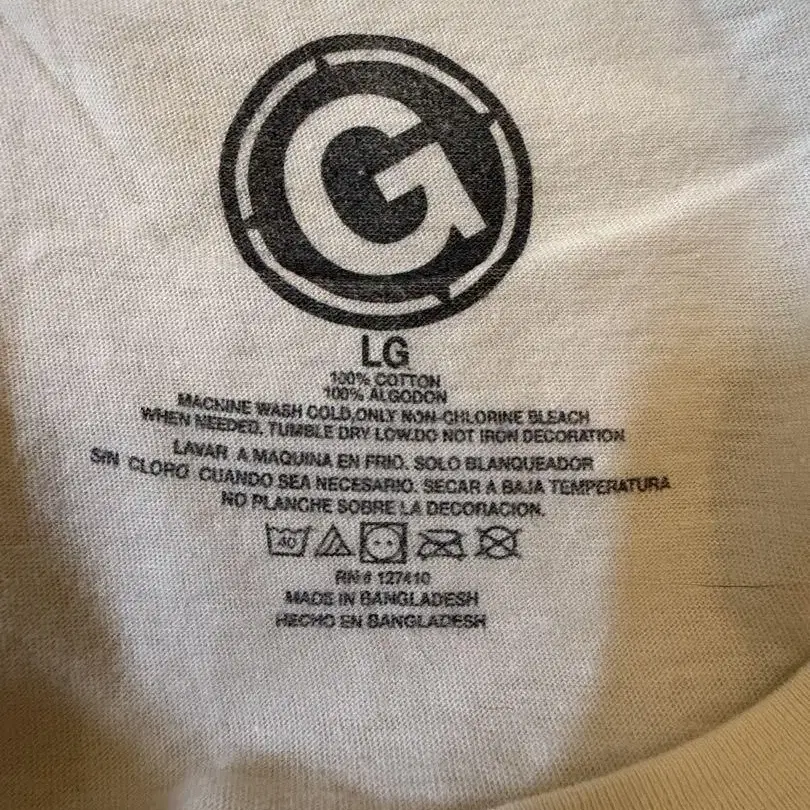 G
LG
100% COTTON
100% ALGODON
MACHINE WASH COLD,ONLY NON-CHLORINE BLEACH
WHEN NEEDED. TUMBLE DRY LOW.DO NOT IRON DECORATION
LAVAR A MAQUINA EN FRIO. SOLO BLANQUEADOR
SIN CLORO CUANDO SEA NECESARIO. SECAR A BAJA TEMPERATURA
NO PLANCHE SOBRE LA DECORACION.
40
RN# 127410
MADE IN BANGLADESH
HECHO EN BANGLADESH